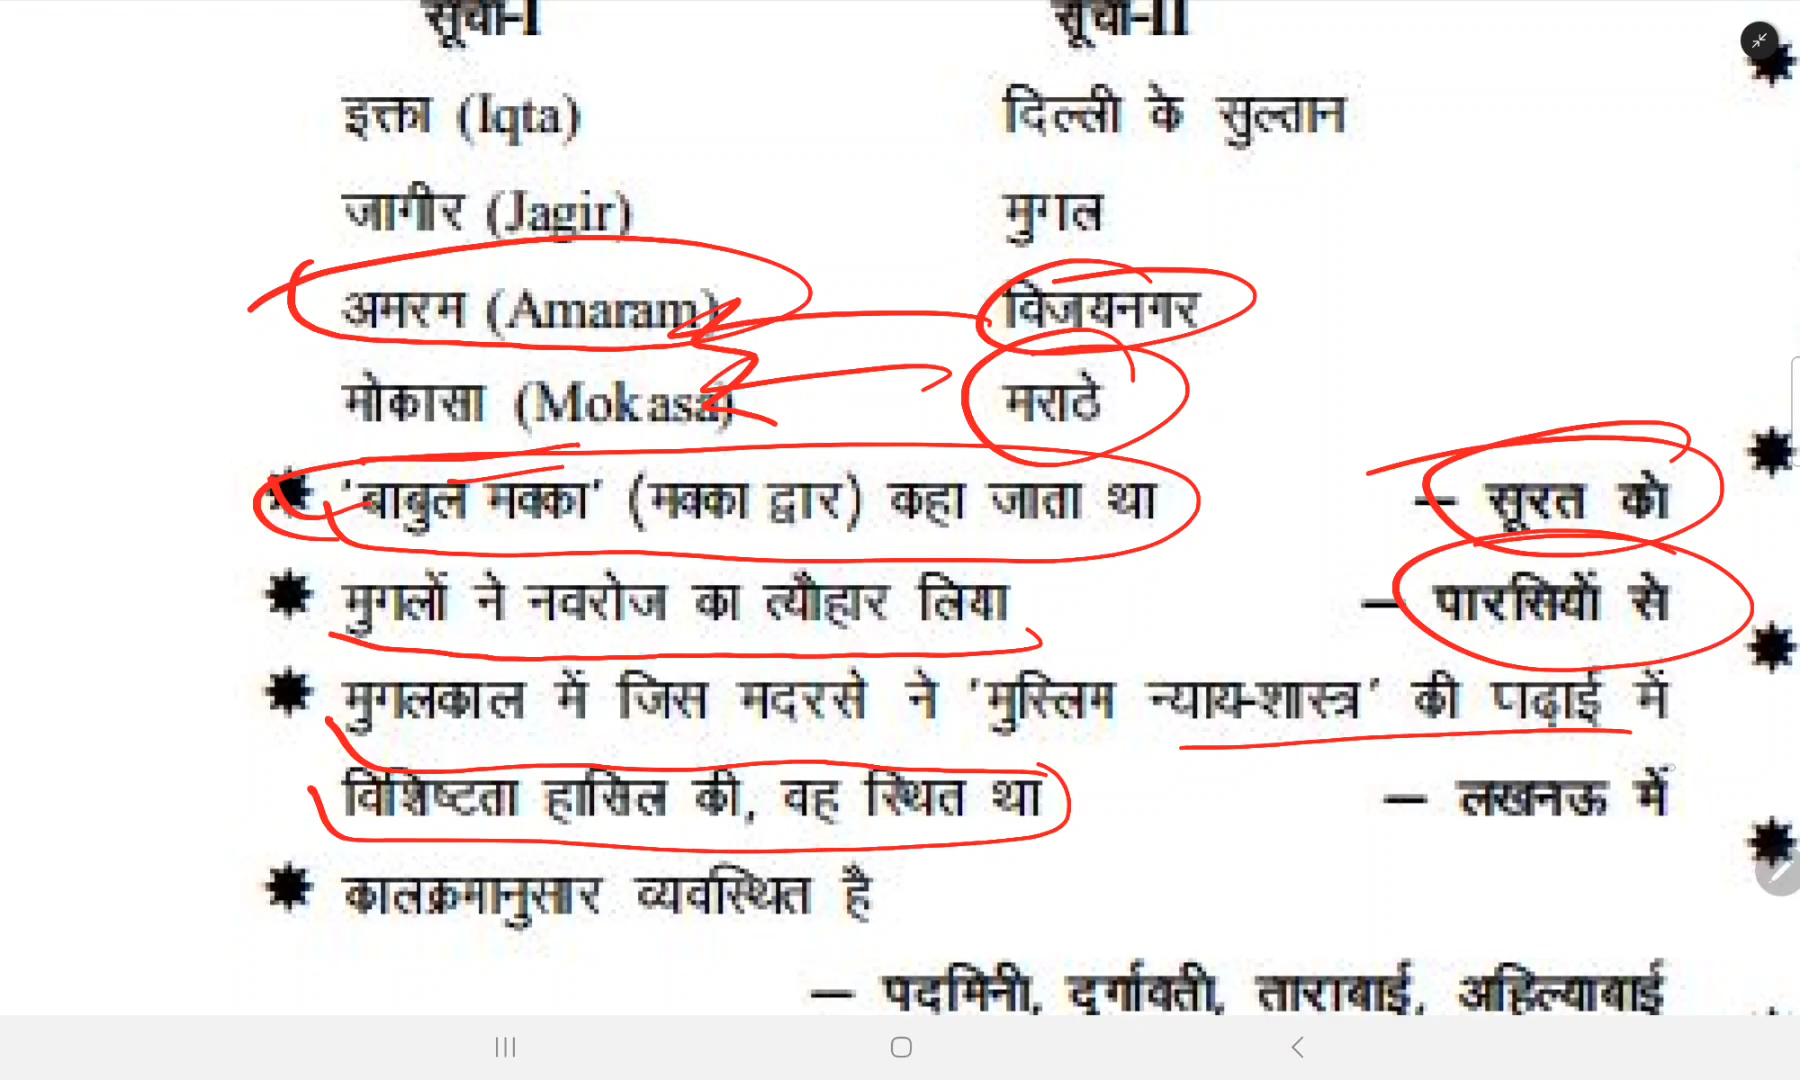 सूची-I सूची-II
इक्ता (Iqta) दिल्ली के सुल्तान
जागीर (Jagir) मुगल
अमरम (Amaram) विजयनगर
मोकासा (Mokasa) मराठे
'बाबुल मक्का' (मक्का द्वार) कहा जाता था — सूरत को
मुगलों ने नवरोज का त्यौहार लिया — पारसियों से
मुगलकाल में जिस मदरसे ने 'मुस्लिम न्याय-शास्त्र' की पढ़ाई में
विशिष्टता हासिल की, वह स्थित था — लखनऊ में
कालक्रमानुसार व्यवस्थित है
— पदमिनी, दुर्गावती, ताराबाई, अहिल्याबाई